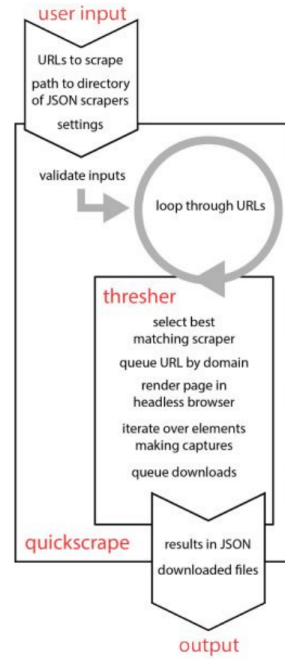 user input
URLs to scrape
path to directory
of JSON scrapers
settings
validate inputs
loop through URLs
thresher
select best
matching scraper
queue URL by domain
render page in
headless browser
iterate over elements
making captures
queue downloads
quickscrape
results in JSON
downloaded files
output